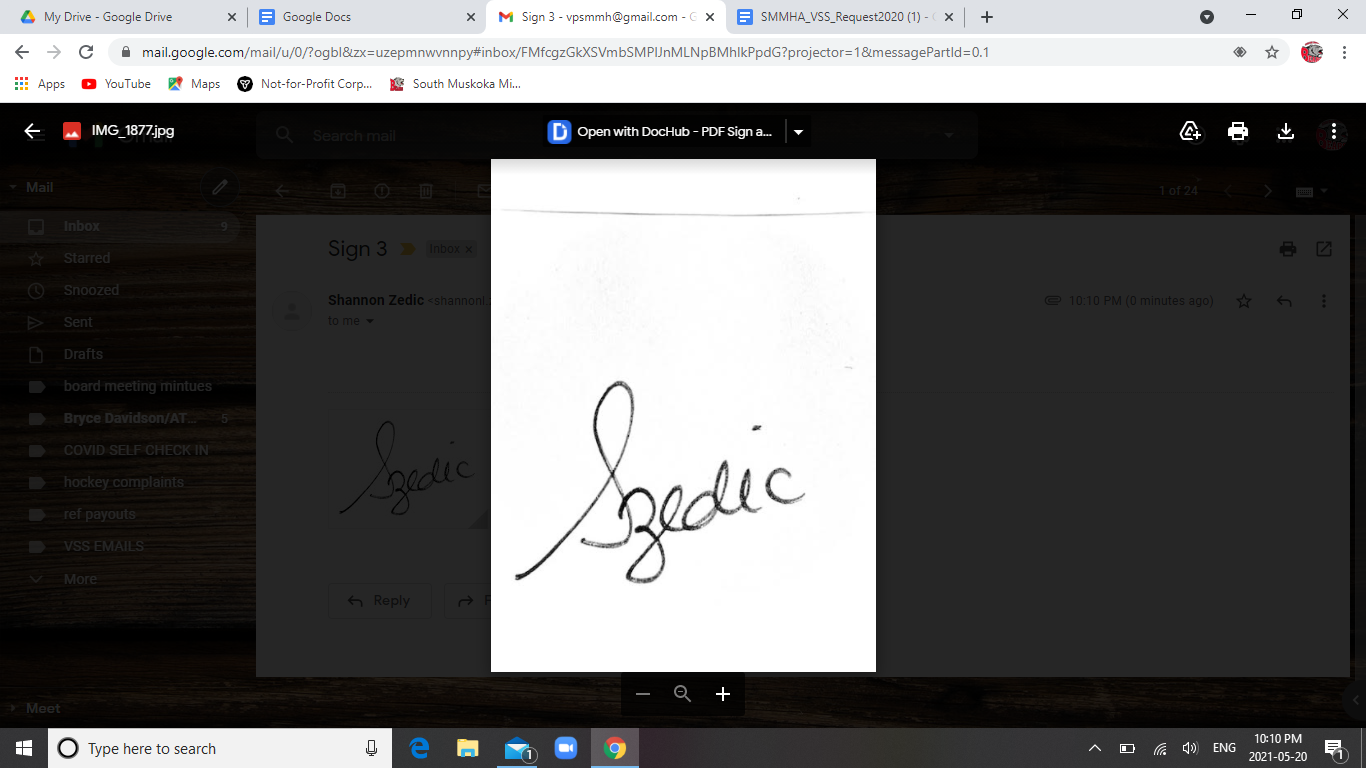 My Drive - Google Drive
Google Docs
Sign 3 - vpsmmh@gmail.com - G
SMMHA_VSS_Request2020 (1) - G
mail.google.com/mail/u/0/?ogbl&zx=uzepmnwvnnpy#inbox/FMfcgzGkXSVmbSMPlJnMLNpBMhlkPpdG?projector=1&messagePartId=0.1
Apps YouTube Maps Not-for-Profit Corp... South Muskoka Mi...
IMG_1877.jpg
Open with DocHub - PDF Sign a...
Search mail
Mail
1 of 24
Inbox 9
Starred
Snoozed
Sent
Drafts
board meeting mintues
Bryce Davidson/AT... 5
COVID SELF CHECK IN
hockey complaints
ref payouts
VSS EMAILS
More
Meet
Sign 3 Inbox ×
Shannon Zedic <shannonl
10:10 PM (0 minutes ago)
to me
Szedic
Szedic
Reply
Type here to search
1
ENG
10:10 PM
2021-05-20
1